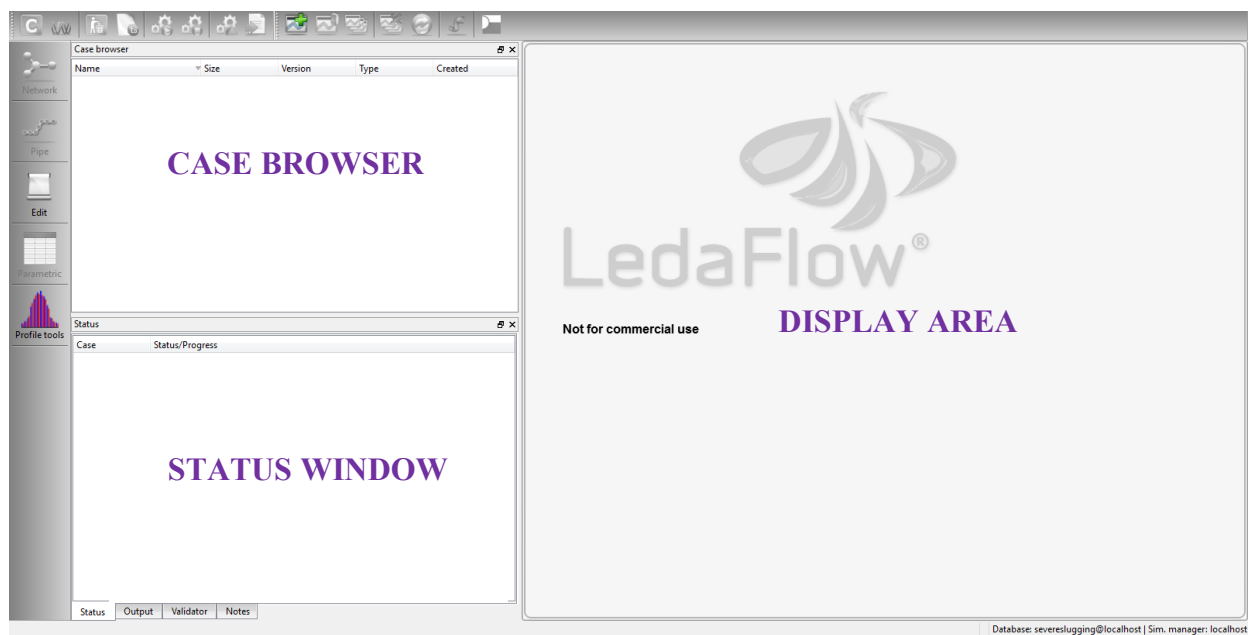 C
Case browser
Name Size Version Type Created
Network
Pipe
Edit
Parametric
Profile tools
CASE BROWSER
Status
Case Status/Progress
STATUS WINDOW
Status Output Validator Notes
LedaFlow®
Not for commercial use
DISPLAY AREA
Database: severeslugging@localhost | Sim. manager: localhost